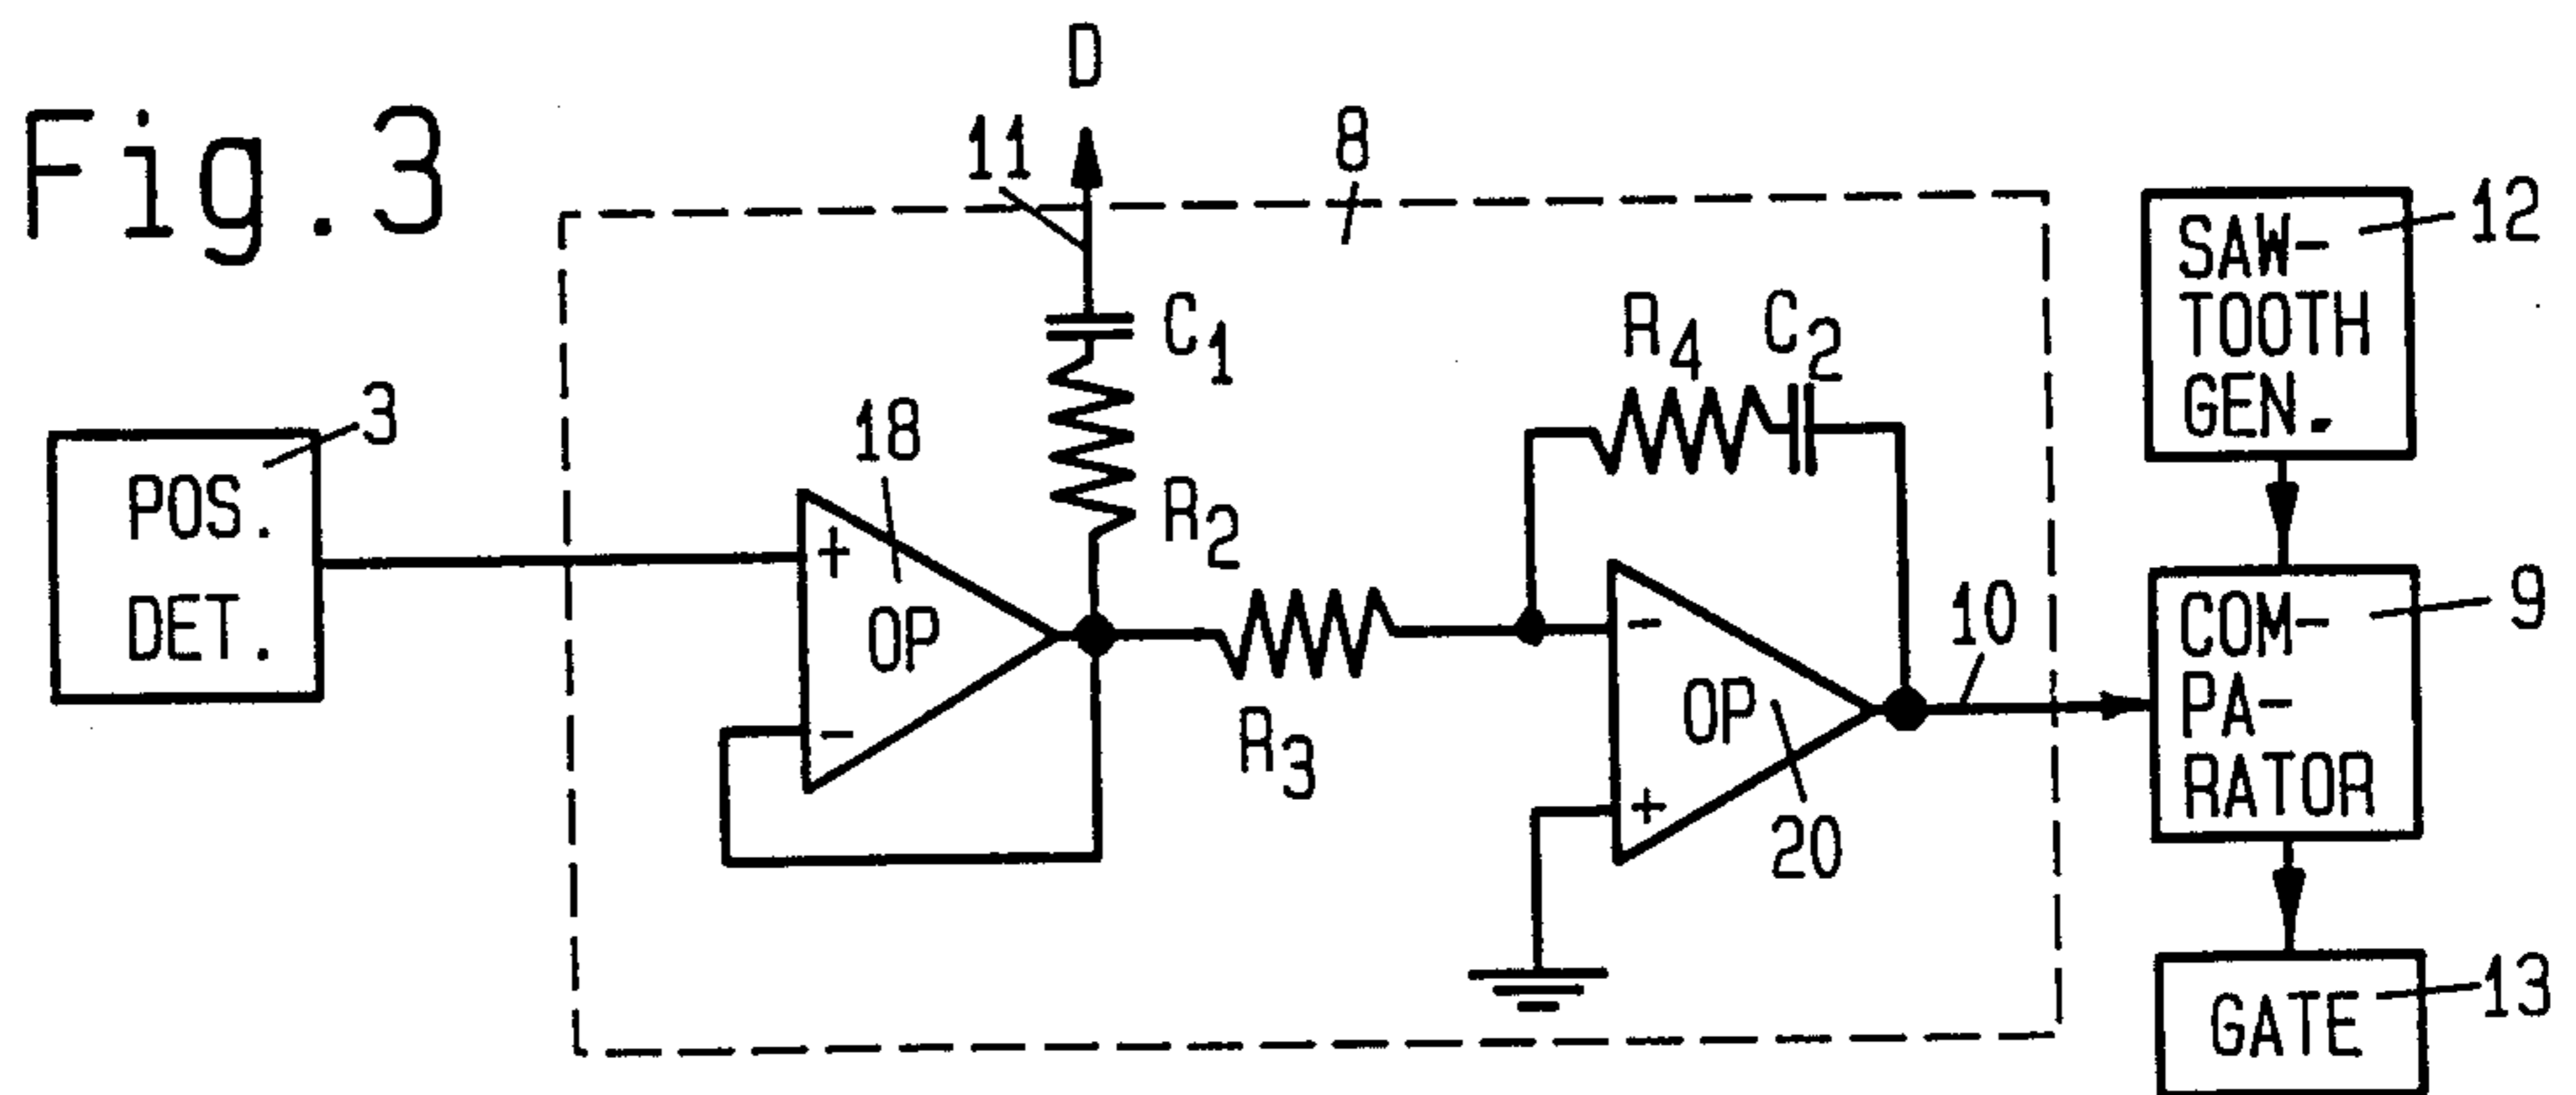 Fig.3
D
11
8
12
SAW-
TOOTH
GEN.
C1
R4 C2
3
POS.
DET.
18
+
-
OP
R2
R3
-
+
OP
20
10
9
COM-
PA-
RATOR
13
GATE